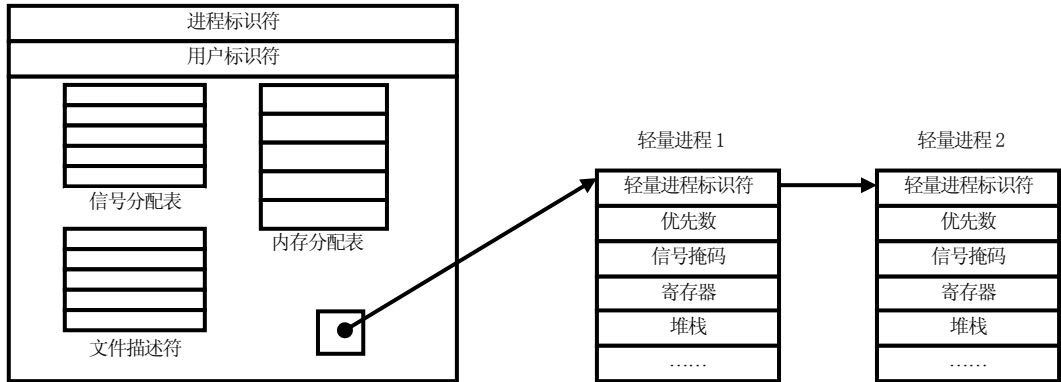 进程标识符
用户标识符
信号分配表
内存分配表
文件描述符
轻量进程 1
轻量进程标识符
优先数
信号掩码
寄存器
堆栈
……
轻量进程 2
轻量进程标识符
优先数
信号掩码
寄存器
堆栈
……